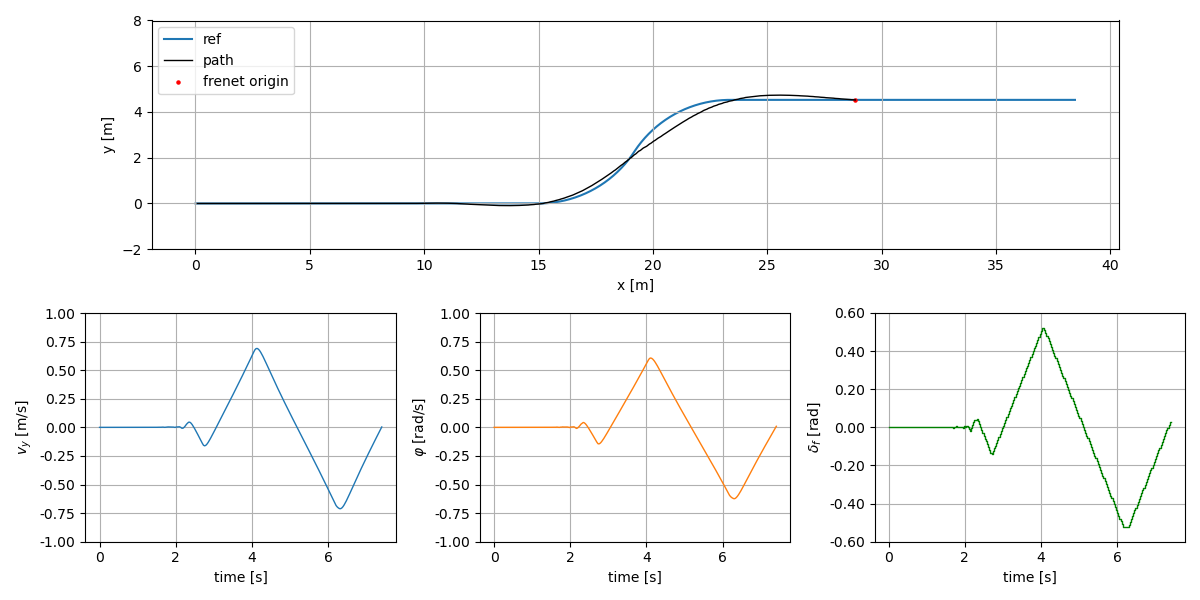 8
6
4
2
0
−2
y [m]
ref
path
frenet origin
0 5 10 15 20 25 30 35 40
x [m]
1.00
0.75
0.50
0.25
0.00
-0.25
-0.50
-0.75
-1.00
v_y [m/s]
0 2 4 6
time [s]
1.00
0.75
0.50
0.25
0.00
-0.25
-0.50
-0.75
-1.00
φ [rad/s]
0 2 4 6
time [s]
0.60
0.40
0.20
0.00
-0.20
-0.40
-0.60
δ_f [rad]
0 2 4 6
time [s]